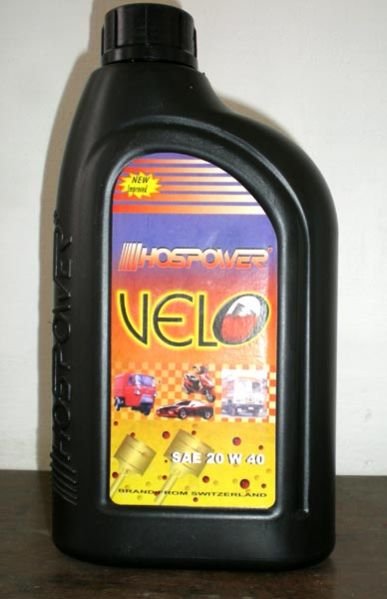 NEW
Improved
HOSPOWER
VELO
SAE 20 W 40
BRAND FROM SWITZERLAND
HOSPOWER